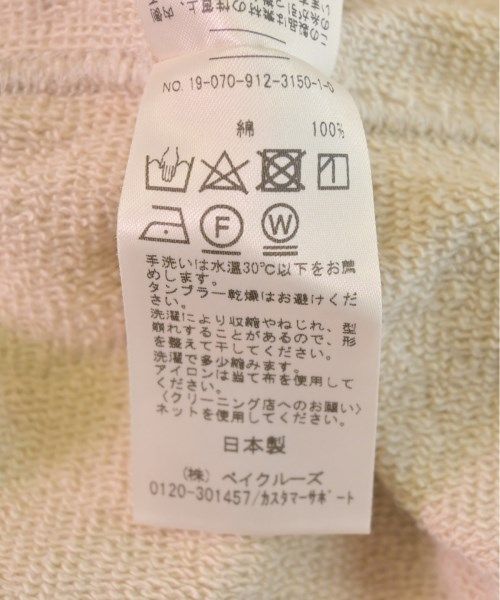 NO. 19-070-912-3150-1-0
綿 100%
F W
手洗いは水温30℃以下をお薦
めします。
タンブラー乾燥はお避けくだ
さい。
洗濯により収縮やねじれ、型
崩れすることがあるので、形
を整えて干してください。
洗濯で多少縮みます。
アイロンは当て布を使用して
ください。
〈クリーニング店へのお願い〉
ネットを使用してください。
日本製
(株) ベイクルーズ
0120-301457/カスタマーサポート